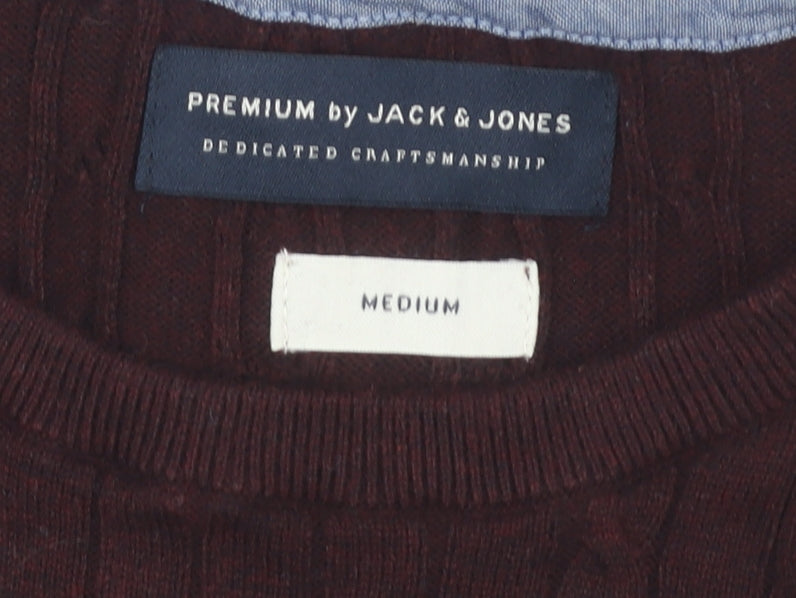 PREMIUM by JACK & JONES
DEDICATED CRAFTSMANSHIP
MEDIUM